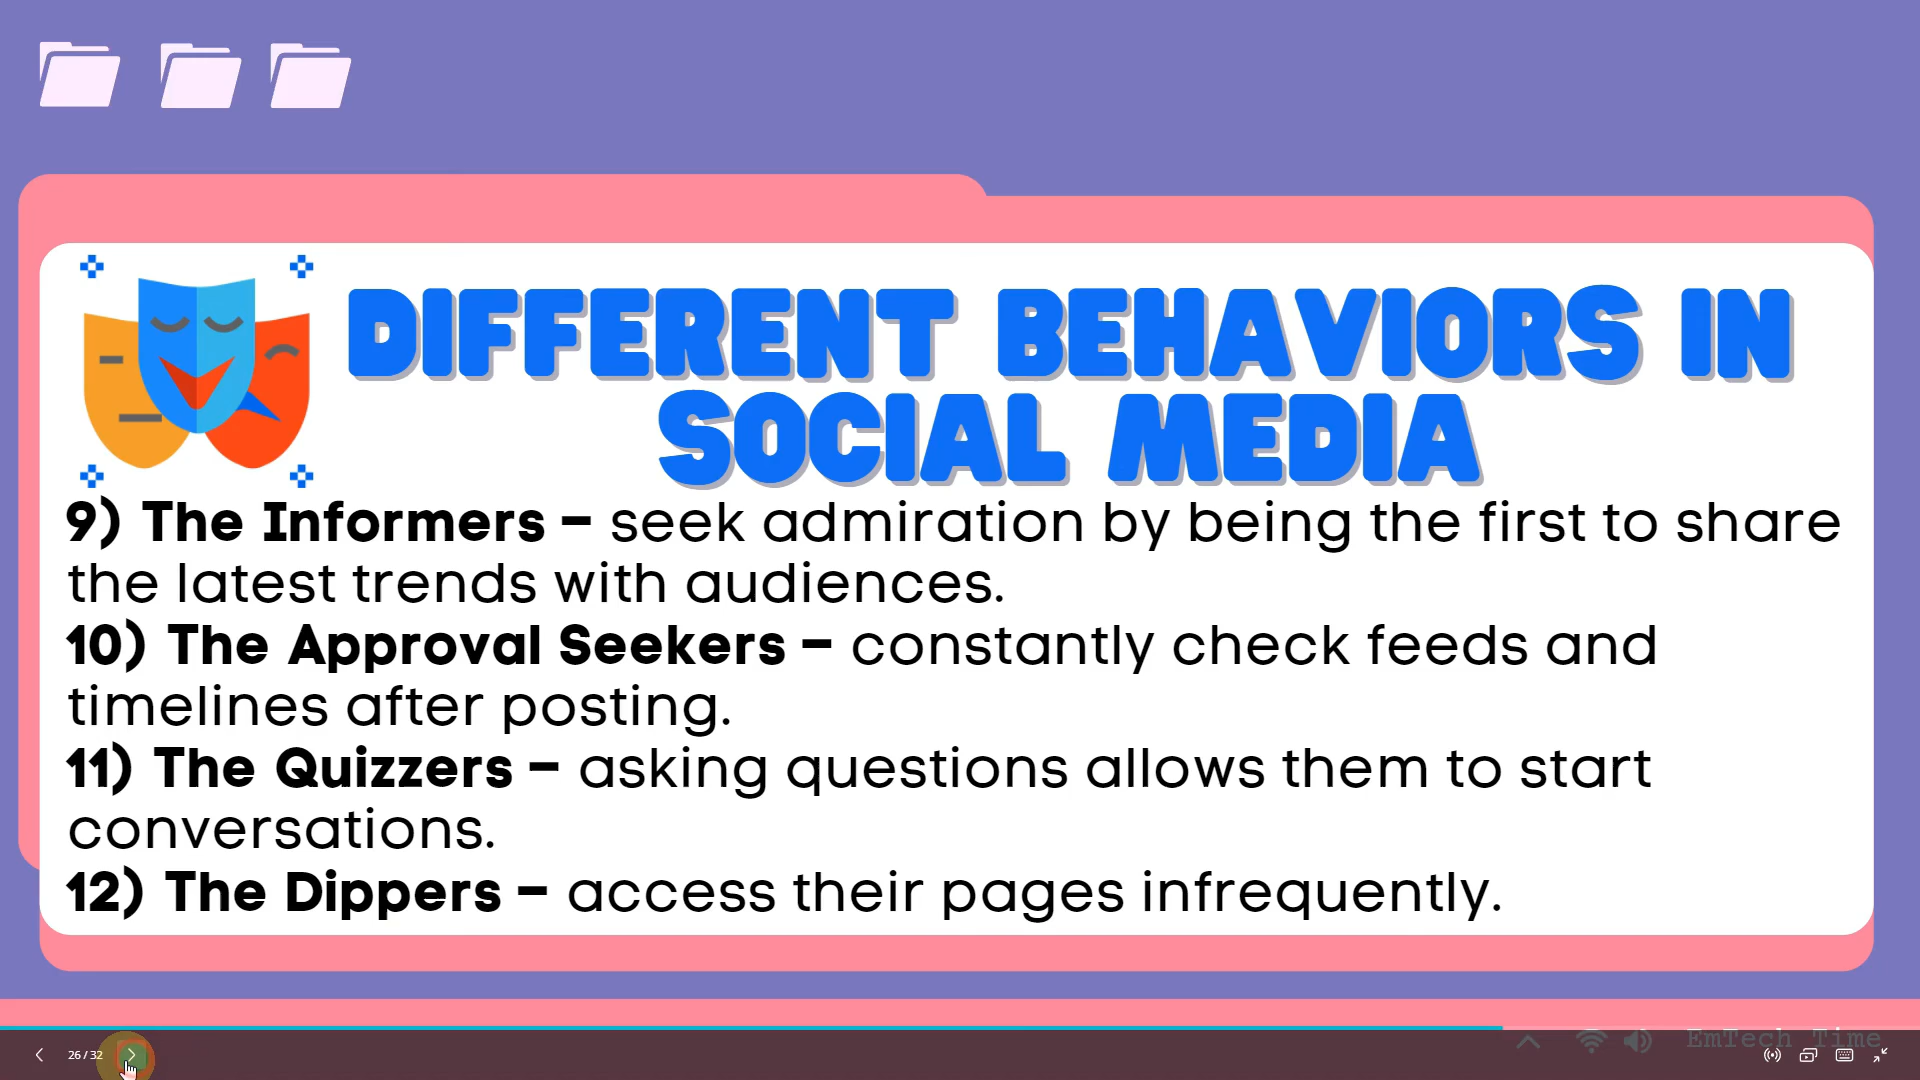 DIFFERENT BEHAVIORS IN
SOCIAL MEDIA
9) The Informers – seek admiration by being the first to share
the latest trends with audiences.
10) The Approval Seekers – constantly check feeds and
timelines after posting.
11) The Quizzers – asking questions allows them to start
conversations.
12) The Dippers – access their pages infrequently.
EmTech Time
26 / 32